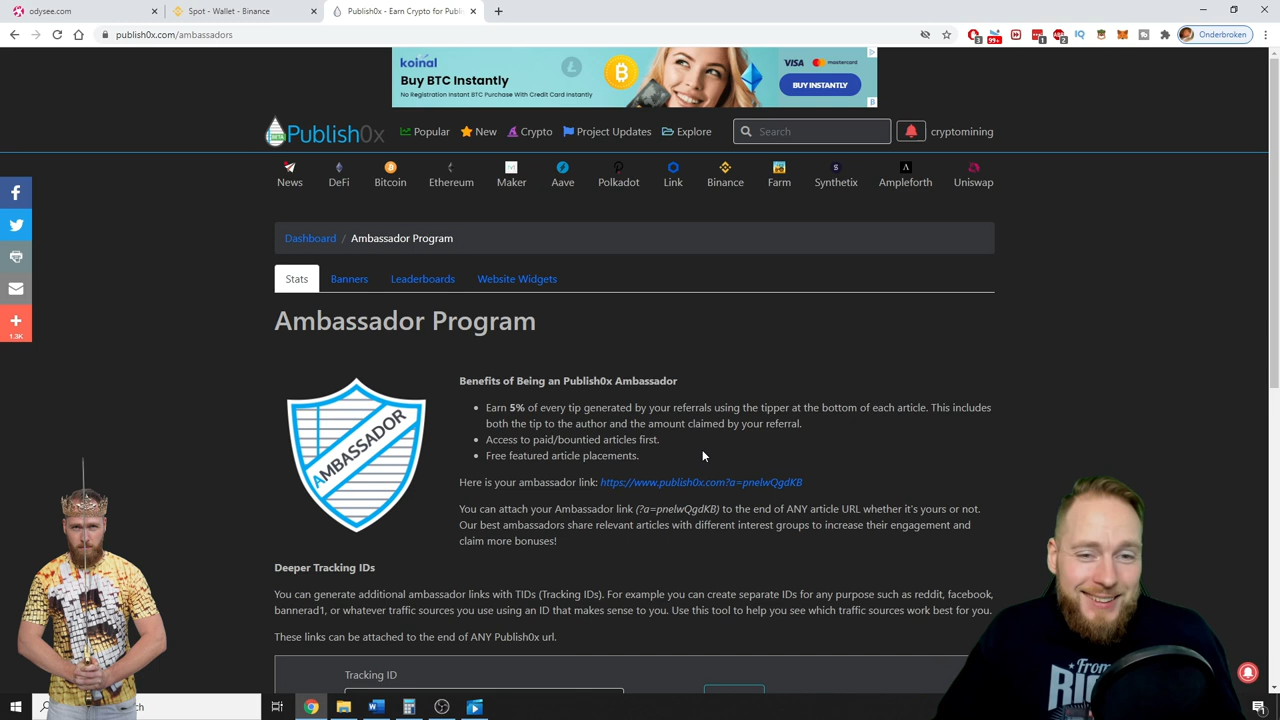 odysee.com
Spot - Wallet - Binance
Publish0x - Earn Crypto for Publ
publish0x.com/ambassadors
Onderbroken
koinal
Buy BTC Instantly
No Registration Instant BTC Purchase With Credit Card Instantly
VISA
mastercard
BUY INSTANTLY
Publish0x
BETA
Popular
New
Crypto
Project Updates
Explore
Search
cryptomining
News
DeFi
Bitcoin
Ethereum
Maker
Aave
Polkadot
Link
Binance
Farm
Synthetix
Ampleforth
Uniswap
Dashboard / Ambassador Program
Stats
Banners
Leaderboards
Website Widgets
Ambassador Program
AMBASSADOR
Benefits of Being an Publish0x Ambassador
Earn 5% of every tip generated by your referrals using the tipper at the bottom of each article. This includes
both the tip to the author and the amount claimed by your referral.
Access to paid/bountied articles first.
Free featured article placements.
Here is your ambassador link: https://www.publish0x.com?a=pnelwQgdKB
You can attach your Ambassador link (?a=pnelwQgdKB) to the end of ANY article URL whether it's yours or not.
Our best ambassadors share relevant articles with different interest groups to increase their engagement and
claim more bonuses!
Deeper Tracking IDs
You can generate additional ambassador links with TIDs (Tracking IDs). For example you can create separate IDs for any purpose such as reddit, facebook,
bannerad1, or whatever traffic sources you use using an ID that makes sense to you. Use this tool to help you see which traffic sources work best for you.
These links can be attached to the end of ANY Publish0x url.
Tracking ID
1.3K
From